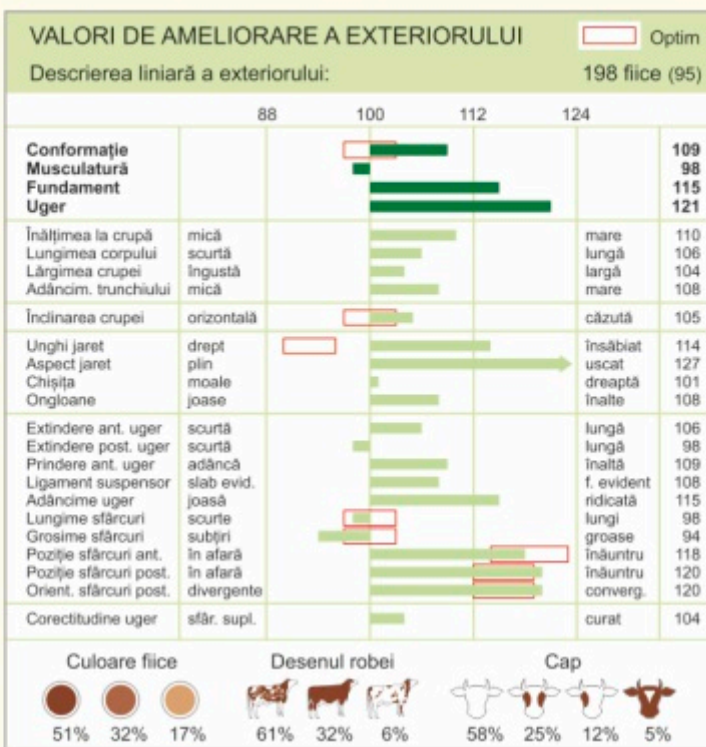 VALORI DE AMELIORARE A EXTERIORULUI Optim
Descrierea liniară a exteriorului: 198 fiice (95)
88 100 112 124
Conformație 109
Musculatură 98
Fundament 115
Uger 121
Înălțimea la crupă mică mare 110
Lungimea corpului scurtă lungă 106
Lărgimea crupei îngustă largă 104
Adâncim. trunchiului mică mare 108
Înclinarea crupei orizontală căzută 105
Unghi jaret drept însăbiat 114
Aspect jaret plin uscat 127
Chișița moale dreaptă 101
Ongloane joase înalte 108
Extindere ant. uger scurtă lungă 106
Extindere post. uger scurtă lungă 98
Prindere ant. uger adâncă înaltă 109
Ligament suspensor slab evid. f. evident 108
Adâncime uger joasă ridicată 115
Lungime sfârcuri scurte lungi 98
Grosime sfârcuri subțiri groase 94
Poziție sfârcuri ant. în afară înăuntru 118
Poziție sfârcuri post. în afară înăuntru 120
Orient. sfârcuri post. divergente converg. 120
Corectitudine uger sfâr. supl. curat 104
Culoare fiice Desenul robei Cap
51% 32% 17% 61% 32% 6% 58% 25% 12% 5%